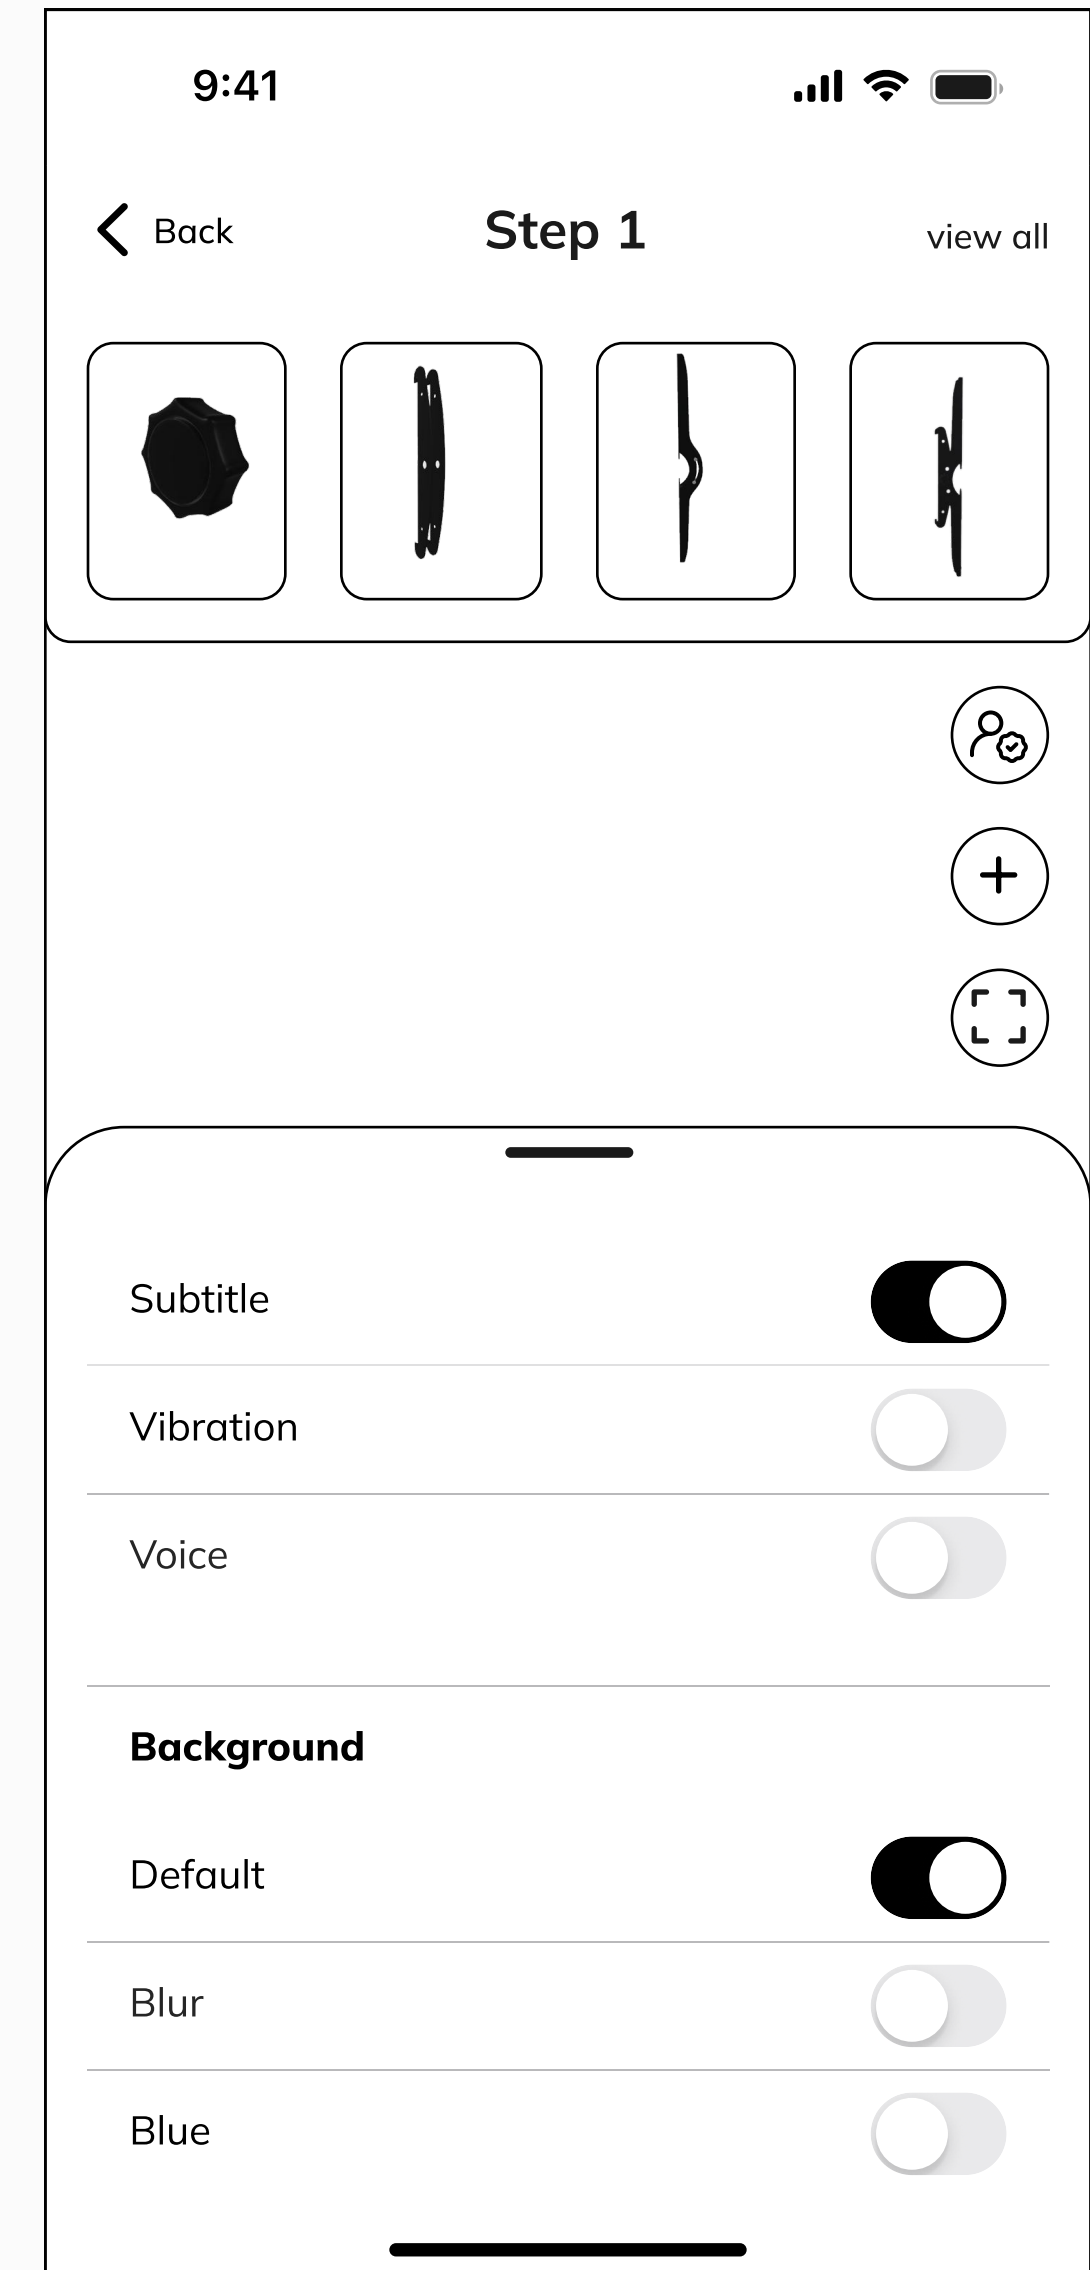 9:41
Back
Step 1
view all
Subtitle
Vibration
Voice
Background
Default
Blur
Blue